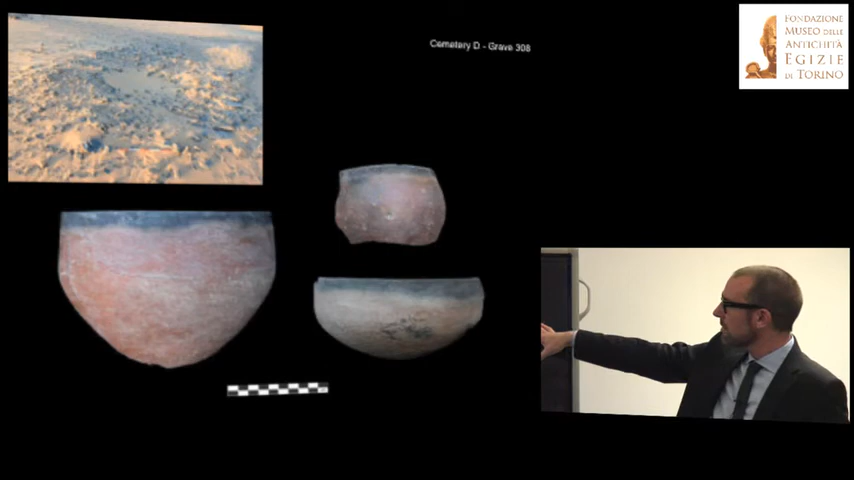 Cemetery D - Grave 308
FONDAZIONE
MUSEO DELLE
ANTICHITÀ
EGIZIE
DI TORINO